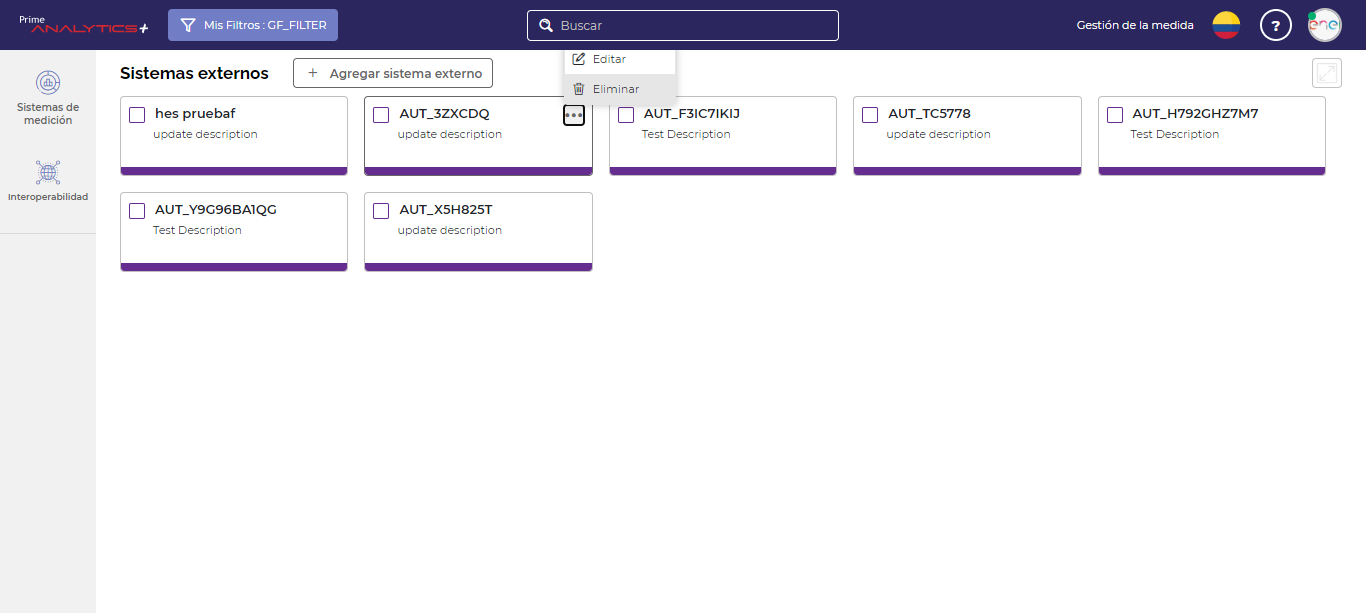 Prime
ANALYTICS+
Mis Filtros : GF_FILTER
Buscar
Gestión de la medida
?
ene
Sistemas de
medición
Interoperabilidad
Sistemas externos
+ Agregar sistema externo
Editar
Eliminar
hes pruebaf
update description
AUT_3ZXCDQ
update description
AUT_F3IC7IKIJ
Test Description
AUT_TC5778
update description
AUT_H792GHZ7M7
Test Description
AUT_Y9G96BA1QG
Test Description
AUT_X5H825T
update description